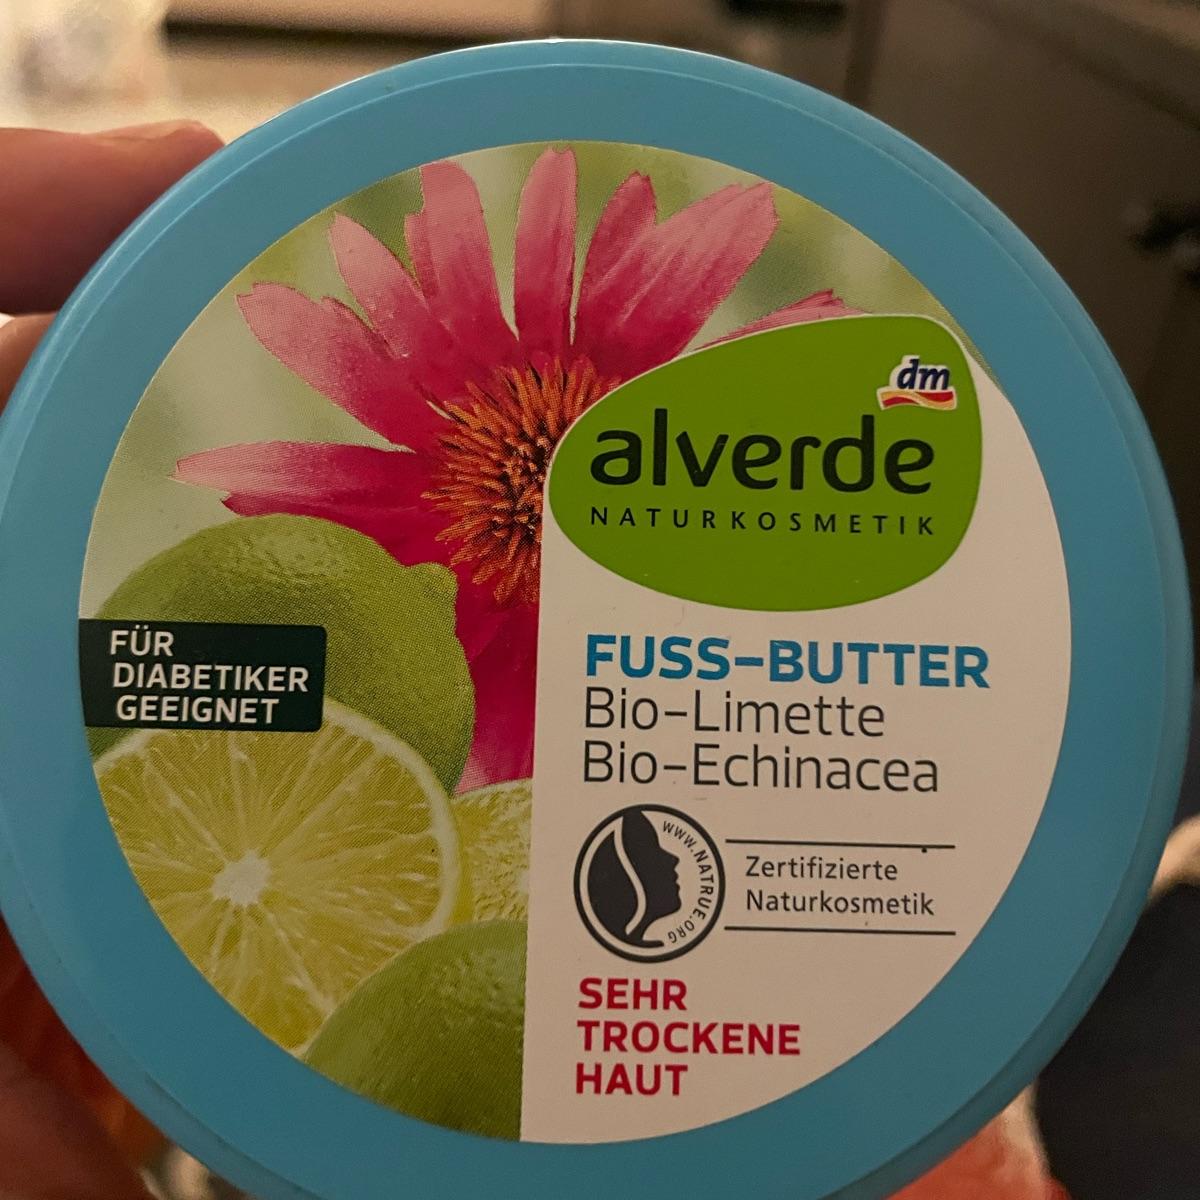 dm
alverde
NATURKOSMETIK
FÜR
DIABETIKER
GEEIGNET
FUSS-BUTTER
Bio-Limette
Bio-Echinacea
WWW.NATRUE.ORG
Zertifizierte
Naturkosmetik
SEHR
TROCKENE
HAUT